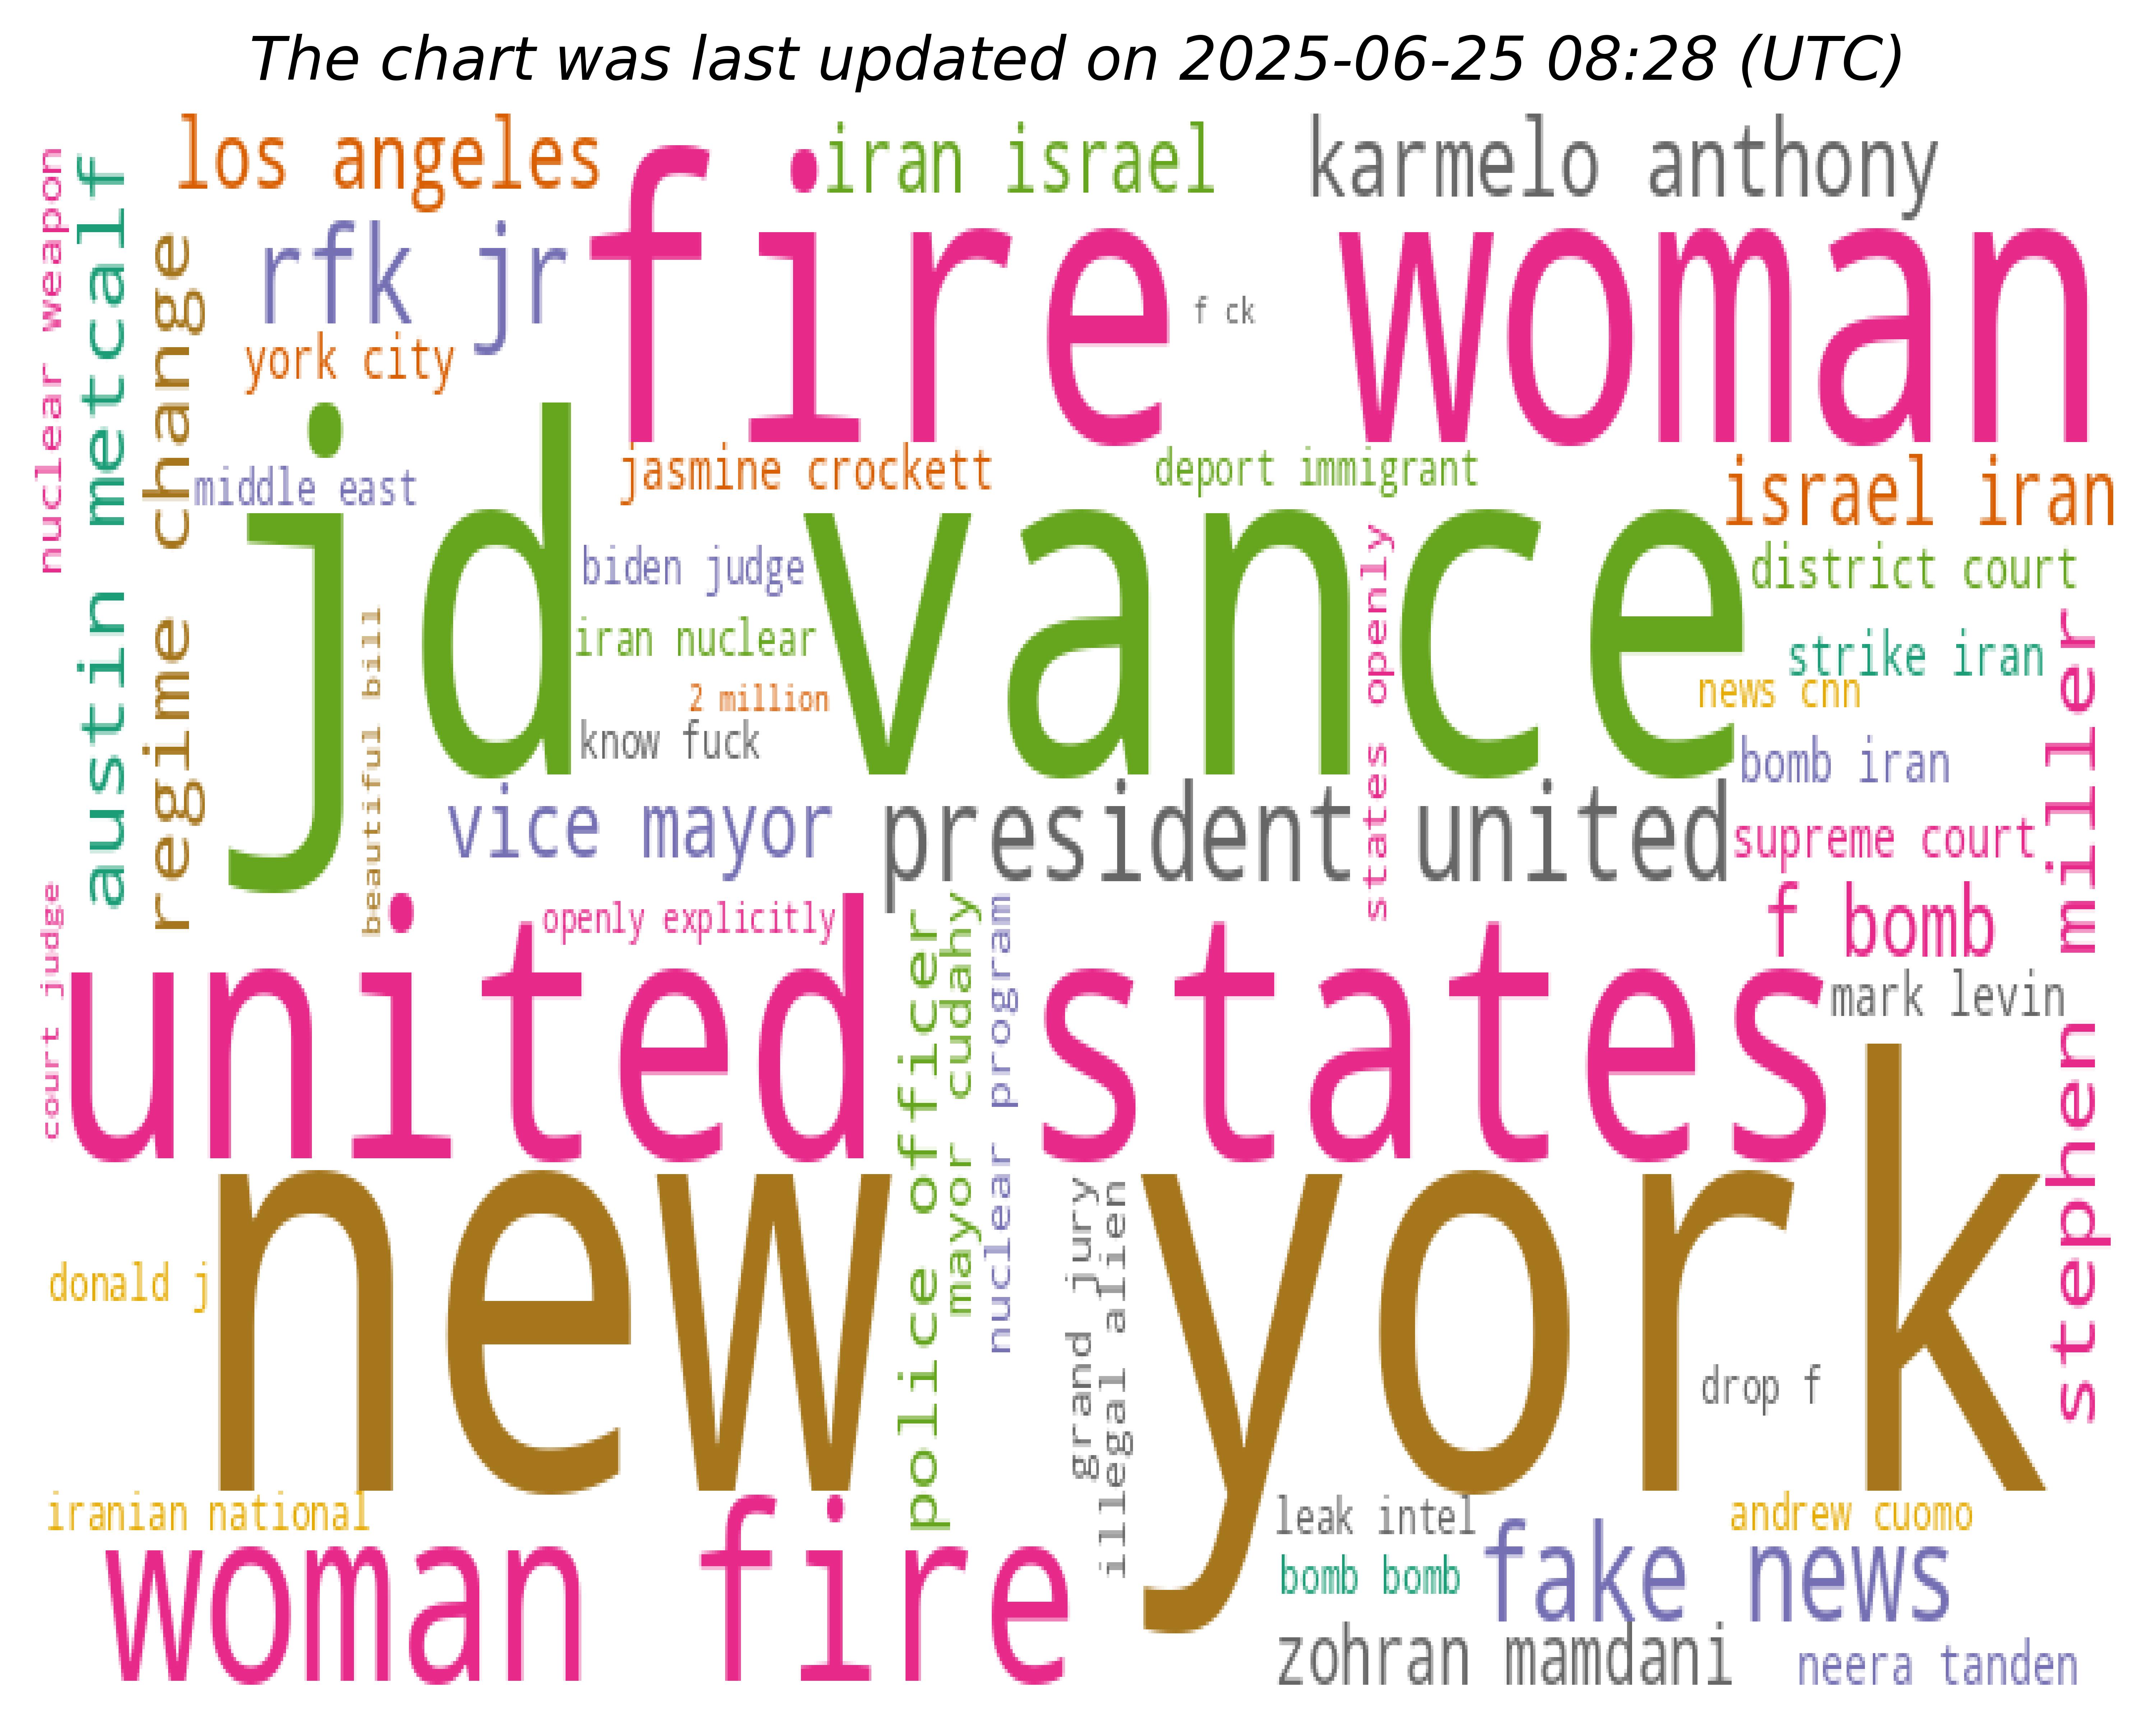 The chart was last updated on 2025-06-25 08:28 (UTC)
los angeles
iran israel
karmelo anthony
nuclear weapon
austin metcalf
regime change
rfk jr
fire woman
f ck
york city
middle east
jasmine crockett
deport immigrant
israel iran
jd vance
biden judge
district court
iran nuclear
states openly
strike iran
2 million
news cnn
know fuck
beautiful bill
bomb iran
vice mayor
president united
supreme court
stephen miller
court judge
openly explicitly
f bomb
united states
mark levin
police officer
mayor cudahy
nuclear program
new york
grand jury
illegal alien
donald j
drop f
iranian national
leak intel
andrew cuomo
woman fire
bomb bomb
fake news
zohran mamdani
neera tanden